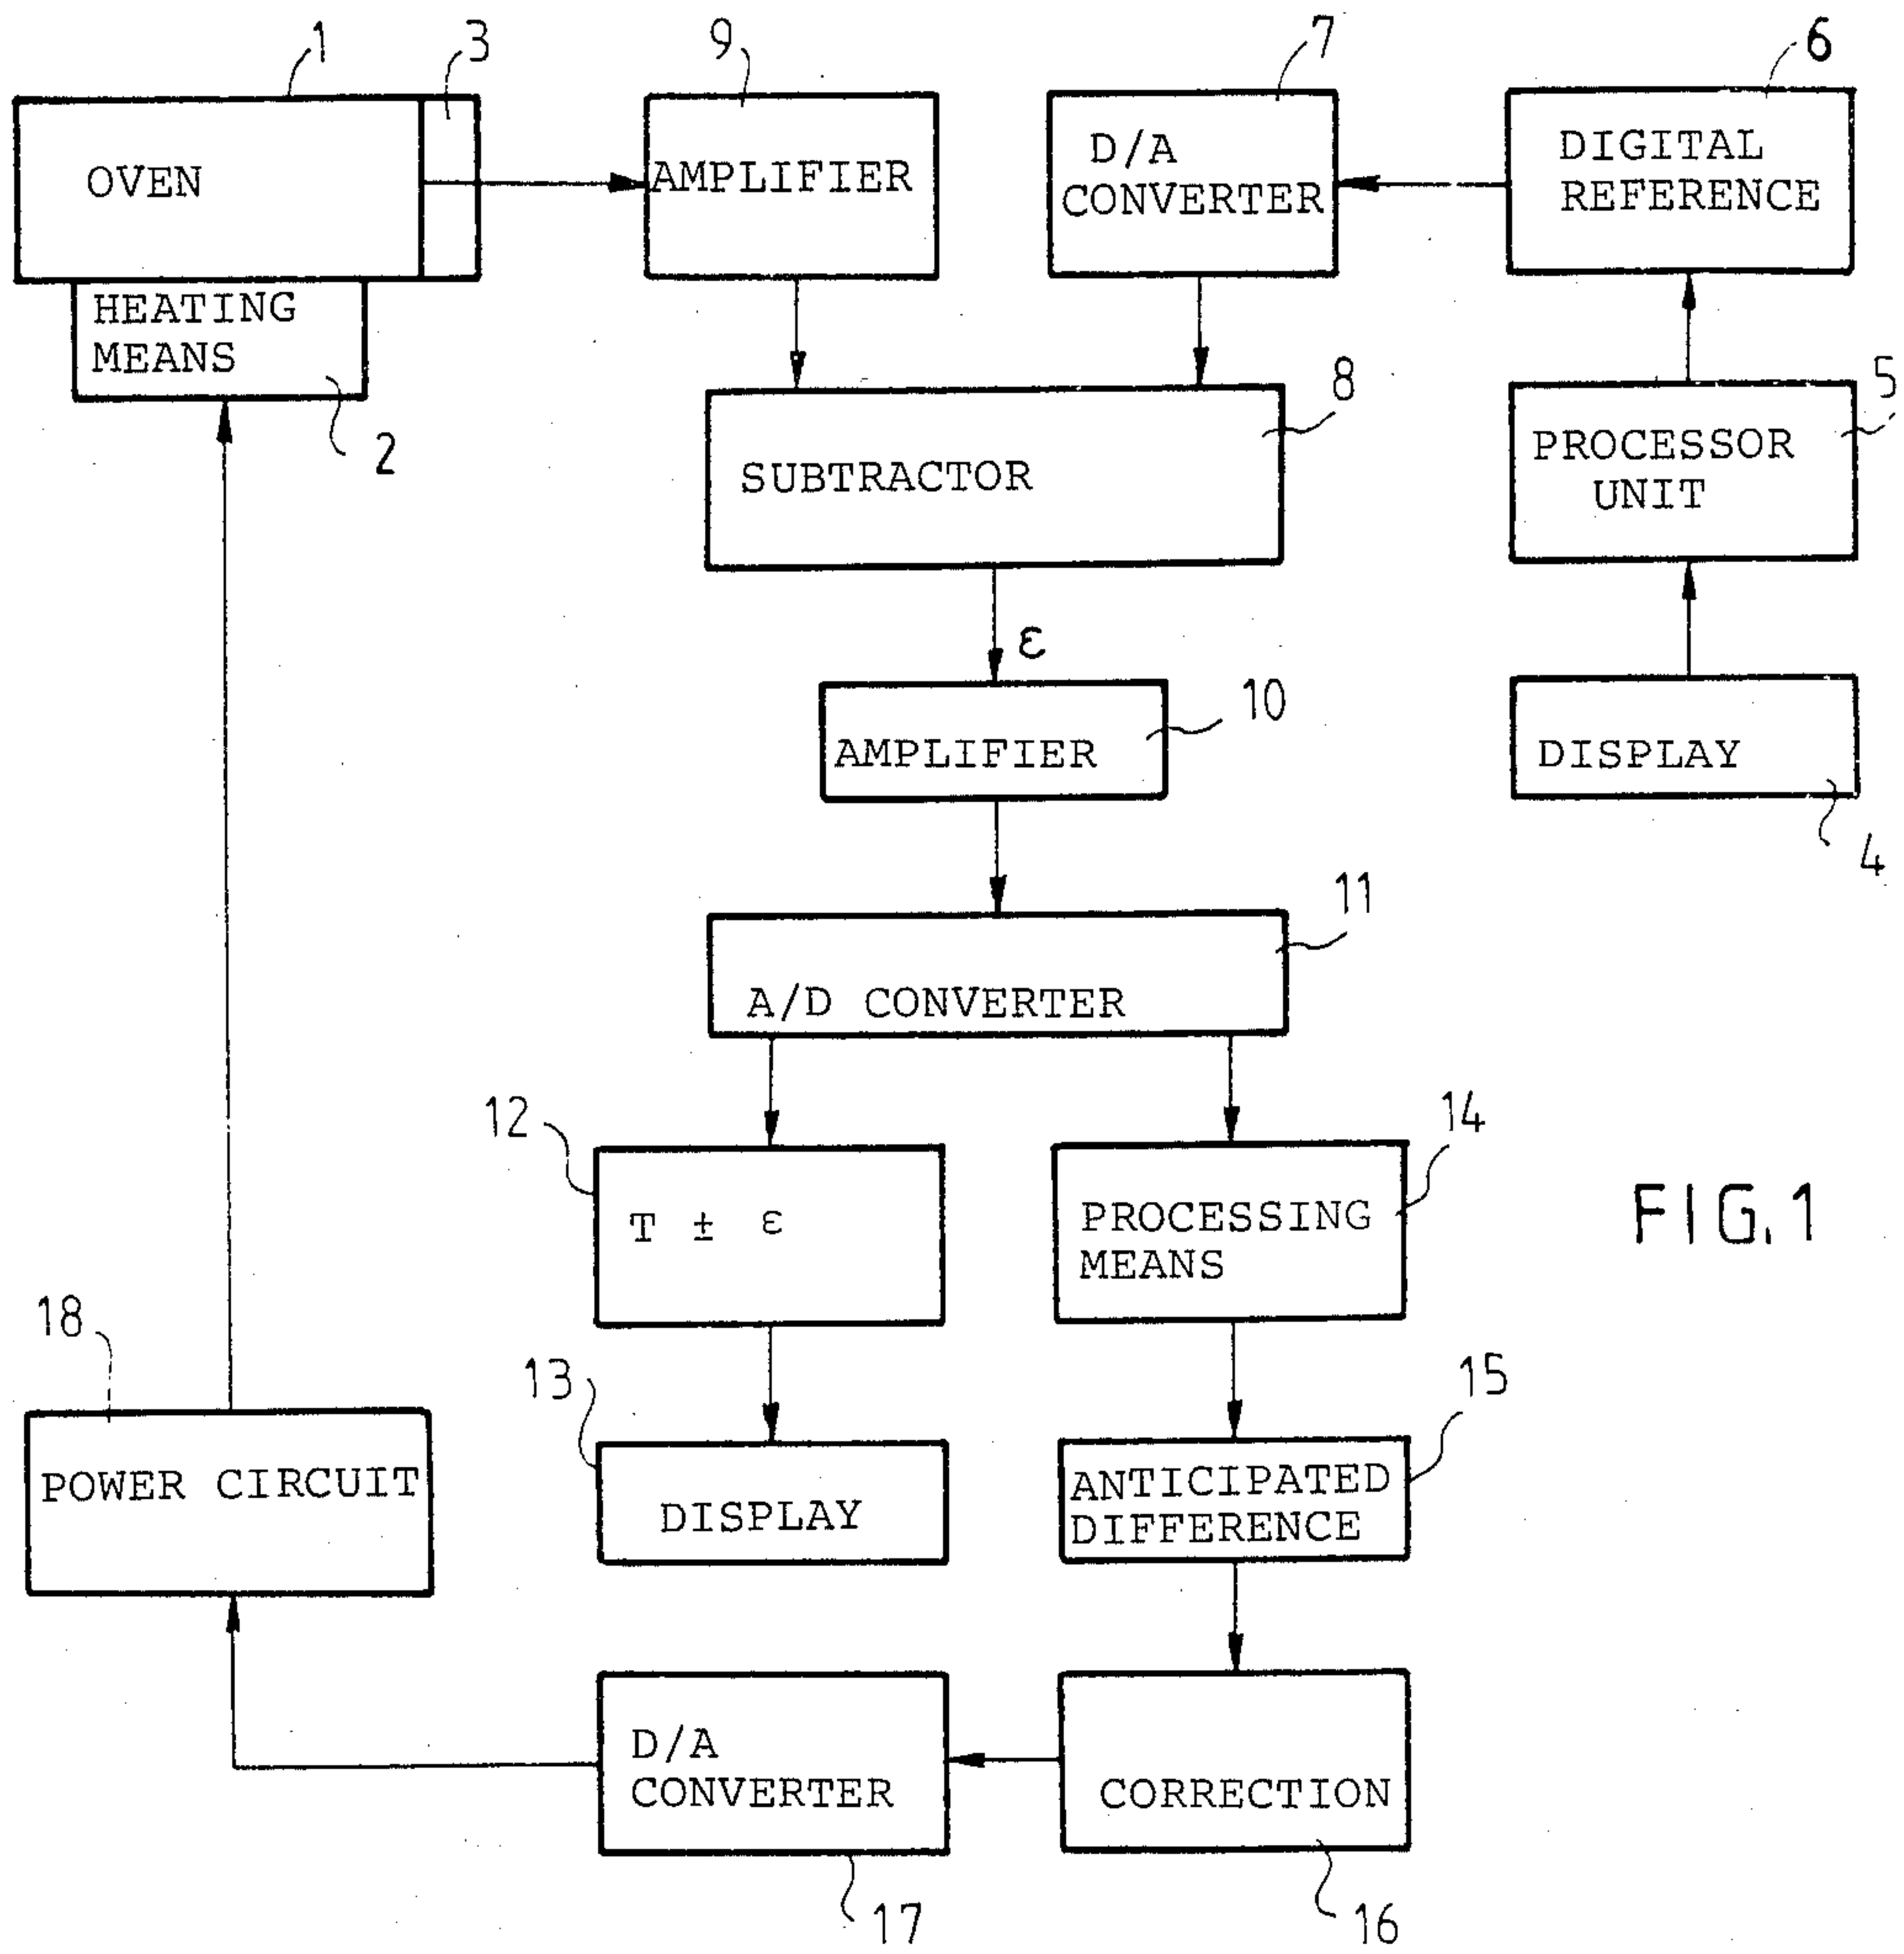 1
3
9
7
6
OVEN
AMPLIFIER
D/A
CONVERTER
DIGITAL
REFERENCE
HEATING
MEANS
2
SUBTRACTOR
8
PROCESSOR
UNIT
5
ε
AMPLIFIER
10
DISPLAY
4
A/D CONVERTER
11
12
T ± ε
PROCESSING
MEANS
14
FIG.1
18
POWER CIRCUIT
13
DISPLAY
ANTICIPATED
DIFFERENCE
15
D/A
CONVERTER
17
CORRECTION
16